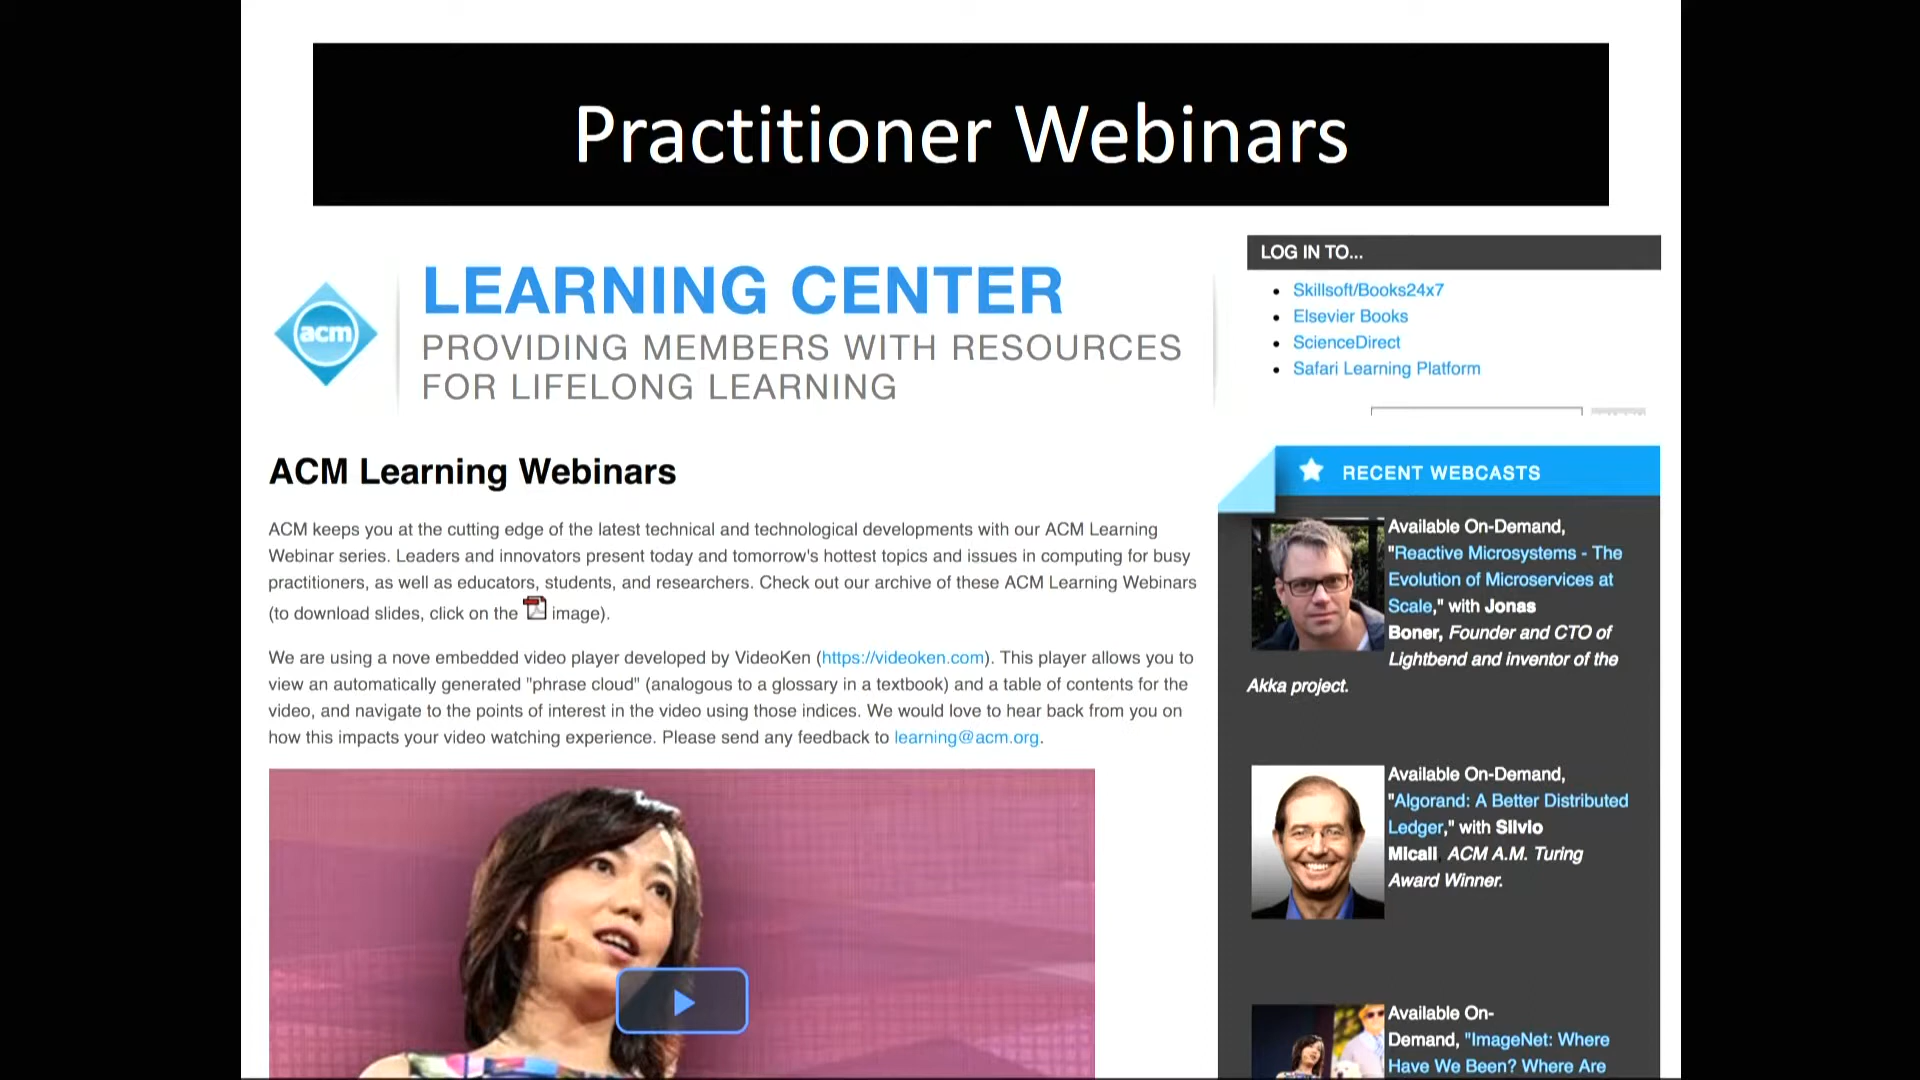 Practitioner Webinars
acm
LEARNING CENTER
PROVIDING MEMBERS WITH RESOURCES
FOR LIFELONG LEARNING
LOG IN TO...
Skillsoft/Books24x7
Elsevier Books
ScienceDirect
Safari Learning Platform
ACM Learning Webinars
ACM keeps you at the cutting edge of the latest technical and technological developments with our ACM Learning
Webinar series. Leaders and innovators present today and tomorrow's hottest topics and issues in computing for busy
practitioners, as well as educators, students, and researchers. Check out our archive of these ACM Learning Webinars
(to download slides, click on the image).
We are using a nove embedded video player developed by VideoKen (https://videoken.com). This player allows you to
view an automatically generated "phrase cloud" (analogous to a glossary in a textbook) and a table of contents for the
video, and navigate to the points of interest in the video using those indices. We would love to hear back from you on
how this impacts your video watching experience. Please send any feedback to learning@acm.org.
RECENT WEBCASTS
Available On-Demand,
"Reactive Microsystems - The
Evolution of Microservices at
Scale," with Jonas
Boner, Founder and CTO of
Lightbend and inventor of the
Akka project.
Available On-Demand,
"Algorand: A Better Distributed
Ledger," with Silvio
Micali, ACM A.M. Turing
Award Winner.
Available On-
Demand, "ImageNet: Where
Have We Been? Where Are